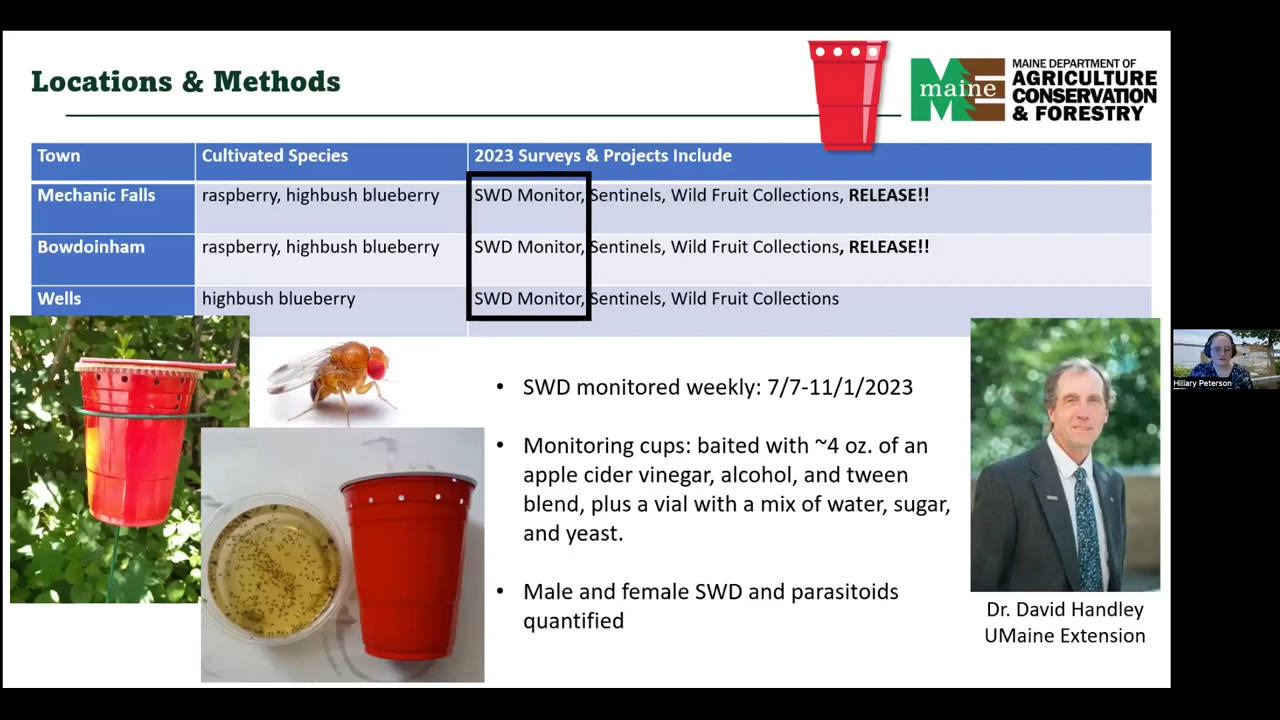 Locations & Methods
maine
MAINE DEPARTMENT OF
AGRICULTURE
CONSERVATION
& FORESTRY
Town
Cultivated Species
2023 Surveys & Projects Include
Mechanic Falls
raspberry, highbush blueberry
SWD Monitor, Sentinels, Wild Fruit Collections, RELEASE!!
Bowdoinham
raspberry, highbush blueberry
SWD Monitor, Sentinels, Wild Fruit Collections, RELEASE!!
Wells
highbush blueberry
SWD Monitor, Sentinels, Wild Fruit Collections
• SWD monitored weekly: 7/7-11/1/2023
• Monitoring cups: baited with ~4 oz. of an
apple cider vinegar, alcohol, and tween
blend, plus a vial with a mix of water, sugar,
and yeast.
• Male and female SWD and parasitoids
quantified
Dr. David Handley
UMaine Extension
Hillary Peterson